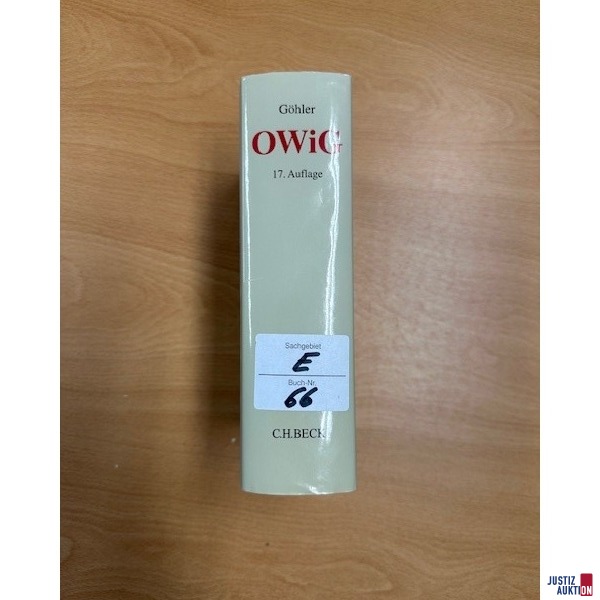 Göhler
OWiG
17. Auflage
Sachgebiet
E
Buch-Nr.
66
C.H.BECK
JUSTIZ
AUKTION